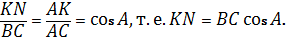 KN/BC = AK/AC = cos A, т. е. KN = BC cos A.